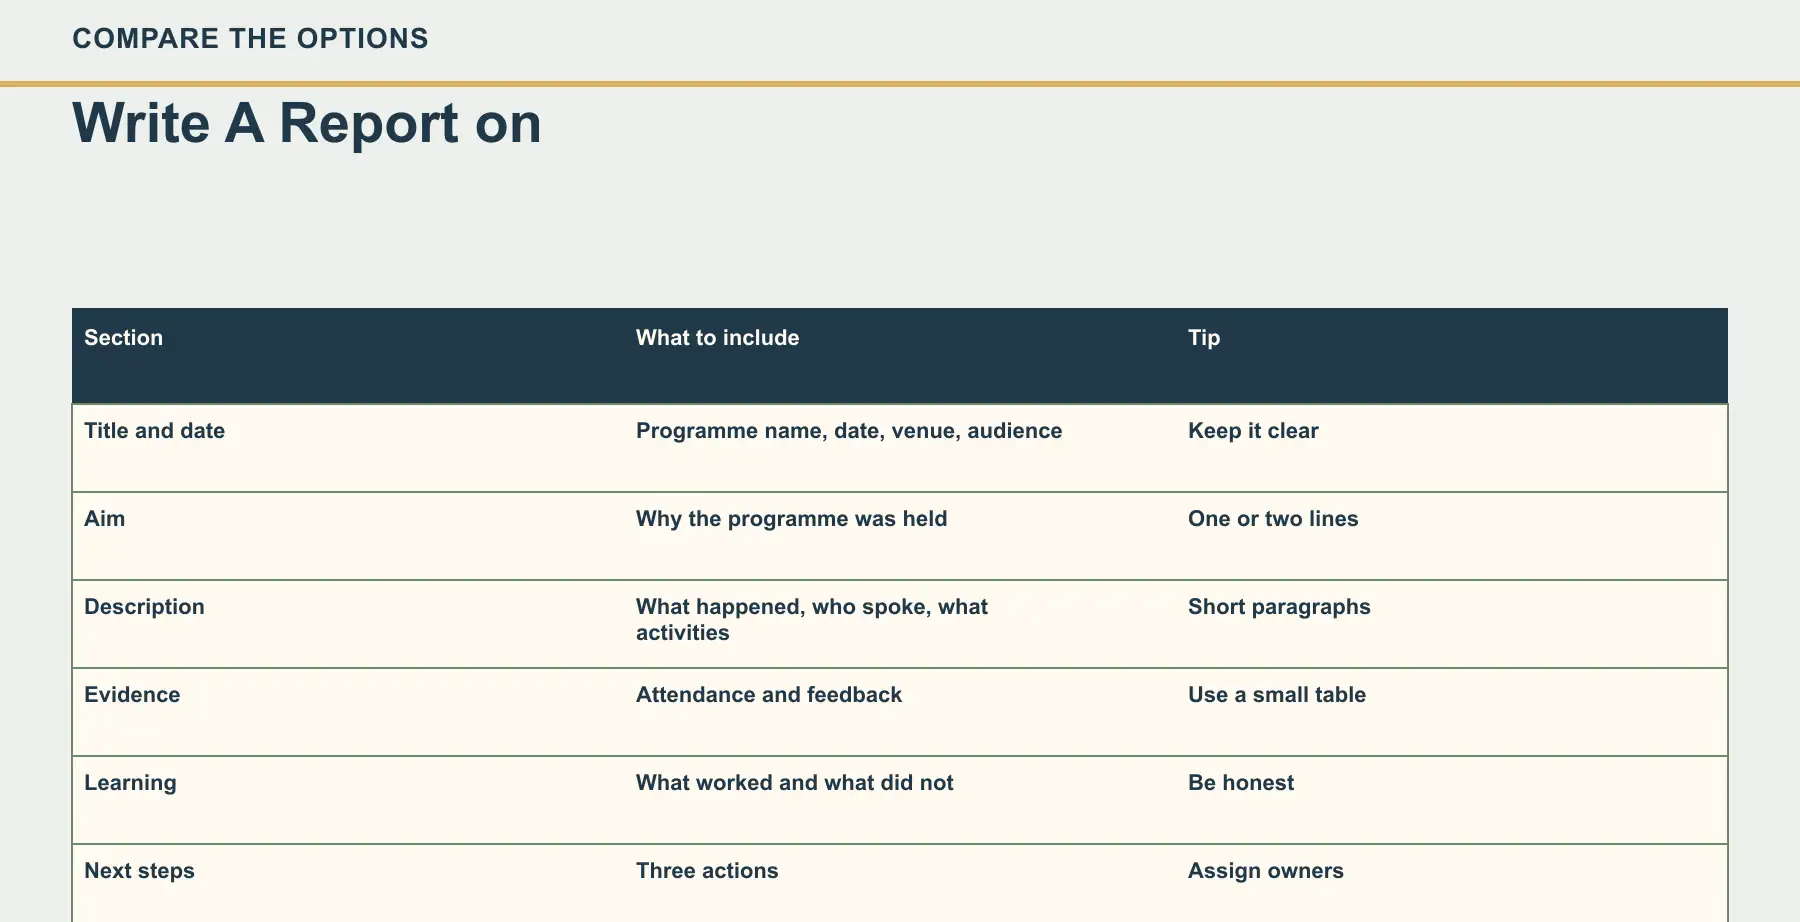 COMPARE THE OPTIONS
Write A Report on
Section What to include Tip
Title and date Programme name, date, venue, audience Keep it clear
Aim Why the programme was held One or two lines
Description What happened, who spoke, what Short paragraphs
activities
Evidence Attendance and feedback Use a small table
Learning What worked and what did not Be honest
Next steps Three actions Assign owners